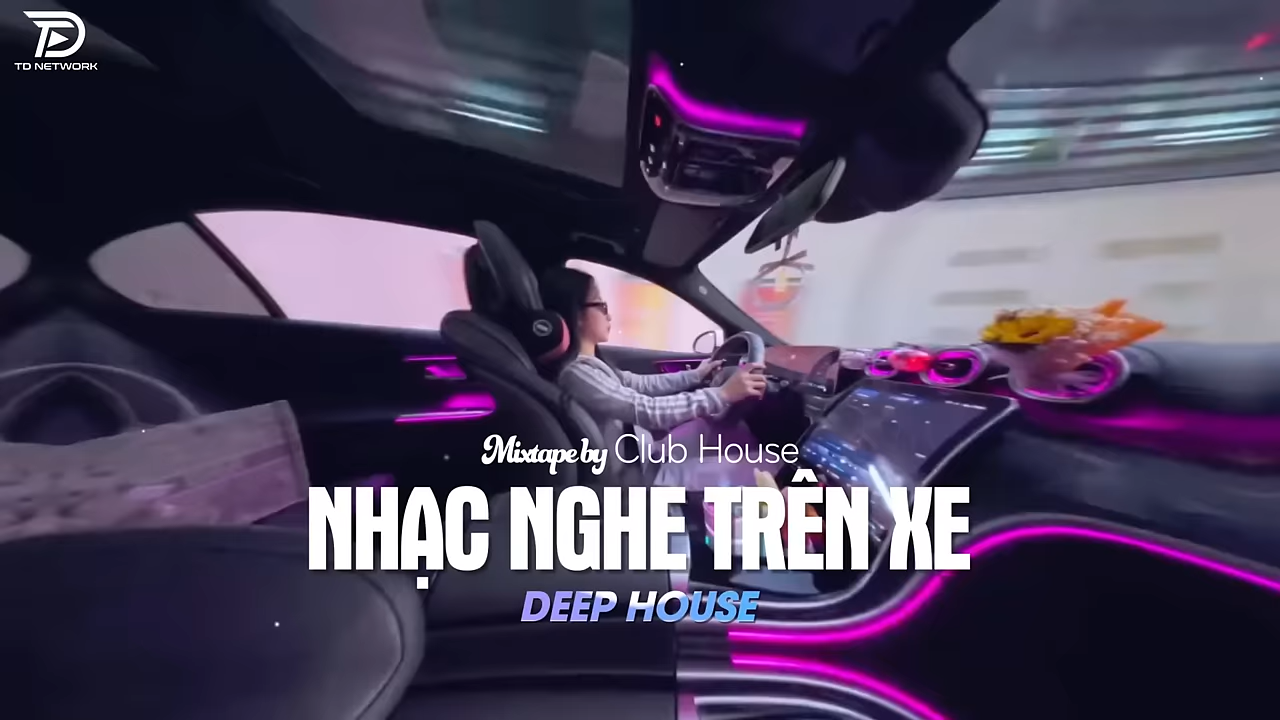 TD NETWORK
Mixtape by Club House
NHẠC NGHE TRÊN XE
DEEP HOUSE